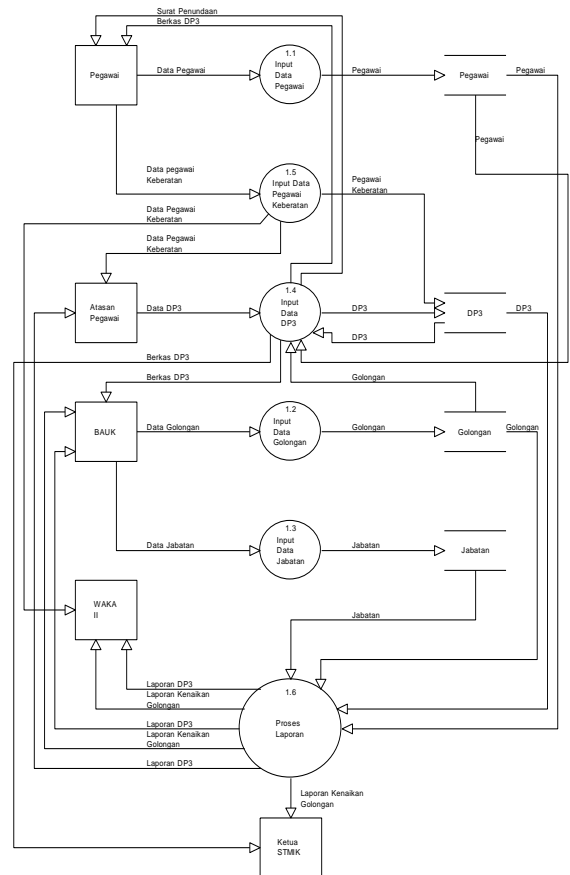 Surat Penundaan
Berkas DP3
Pegawai
Data Pegawai
1.1
Input
Data
Pegawai
Pegawai
Pegawai
Pegawai
Pegawai
Data pegawai
Keberatan
1.5
Input Data
Pegawai
Keberatan
Pegawai
Keberatan
Data Pegawai
Keberatan
Data Pegawai
Keberatan
Atasan
Pegawai
Data DP3
1.4
Input
Data
DP3
DP3
DP3
DP3
DP3
Berkas DP3
Berkas DP3
Golongan
BAUK
Data Golongan
1.2
Input
Data
Golongan
Golongan
Golongan
Golongan
Data Jabatan
1.3
Input
Data
Jabatan
Jabatan
Jabatan
WAKA
II
Jabatan
Laporan DP3
Laporan Kenaikan
Golongan
Laporan DP3
Laporan Kenaikan
Golongan
Laporan DP3
1.6
Proses
Laporan
Laporan Kenaikan
Golongan
Ketua
STMIK